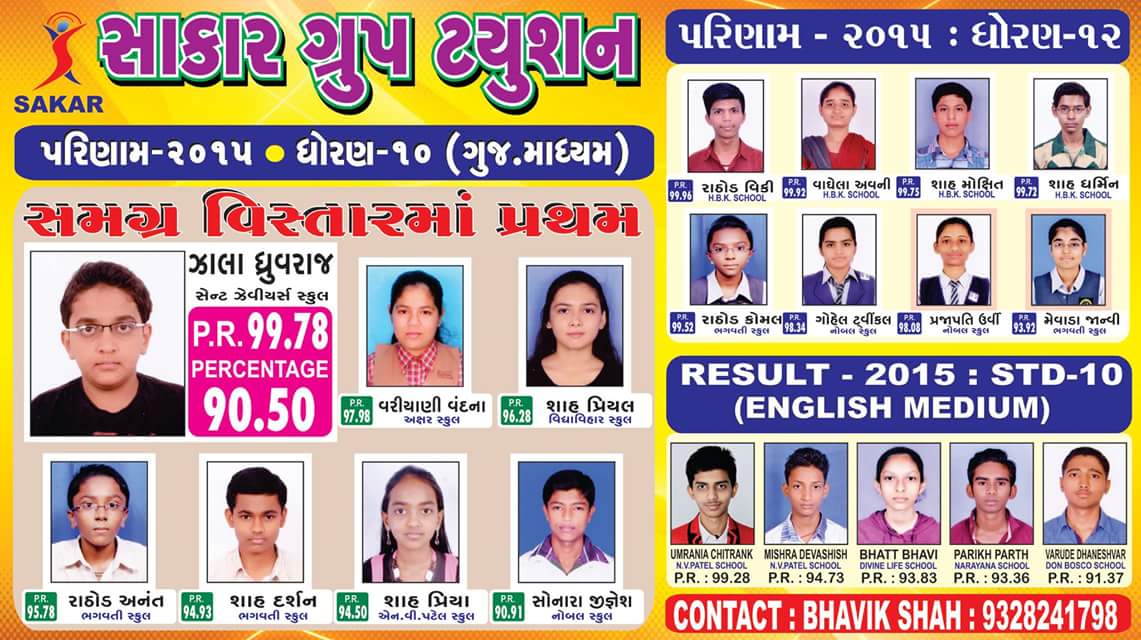 SAKAR
સાકાર ગ્રુપ ટયુશન
પરિણામ-૨૦૧૫ • ધોરણ-૧૦ (ગુજ.માધ્યમ)
સમગ્ર વિસ્તારમાં પ્રથમ
ઝાલા ધ્રુવરાજ
સેન્ટ ઝેવીયર્સ સ્કુલ
P.R. 99.78
PERCENTAGE
90.50
P.R. 97.98 વરીયાણી વંદના
અક્ષર સ્કુલ
P.R. 96.28 શાહ પ્રિયલ
વિદ્યાવિહાર સ્કુલ
P.R. 95.78 રાઠોડ અનંત
ભગવતી સ્કુલ
P.R. 94.93 શાહ દર્શન
ભગવતી સ્કુલ
P.R. 94.50 શાહ પ્રિયા
એન.વી.પટેલ સ્કુલ
P.R. 90.91 સોનારા જીજ્ઞેશ
નોબલ સ્કુલ
પરિણામ - ૨૦૧૫ : ધોરણ-૧૨
P.R. 99.96 રાઠોડ વિકી
H.B.K. SCHOOL
P.R. 99.92 વાઘેલા અવની
H.B.K. SCHOOL
P.R. 99.75 શાહ મોક્ષિત
H.B.K. SCHOOL
P.R. 99.72 શાહ ધર્મિન
H.B.K. SCHOOL
P.R. 99.52 રાઠોડ કોમલ
ભગવતી સ્કુલ
P.R. 98.34 ગોહેલ ટ્વીંકલ
નોબલ સ્કુલ
P.R. 98.08 પ્રજાપતિ ઉર્વી
નોબલ સ્કુલ
P.R. 93.92 મેવાડા જાન્વી
ભગવતી સ્કુલ
RESULT - 2015 : STD-10
(ENGLISH MEDIUM)
UMRANIA CHITRANK
N.V.PATEL SCHOOL
P.R. : 99.28
MISHRA DEVASHISH
N.V.PATEL SCHOOL
P.R. : 94.73
BHATT BHAVI
DIVINE LIFE SCHOOL
P.R. : 93.83
PARIKH PARTH
NARAYANA SCHOOL
P.R. : 93.36
VARUDE DHANESHVAR
DON BOSCO SCHOOL
P.R. : 91.37
CONTACT : BHAVIK SHAH : 9328241798